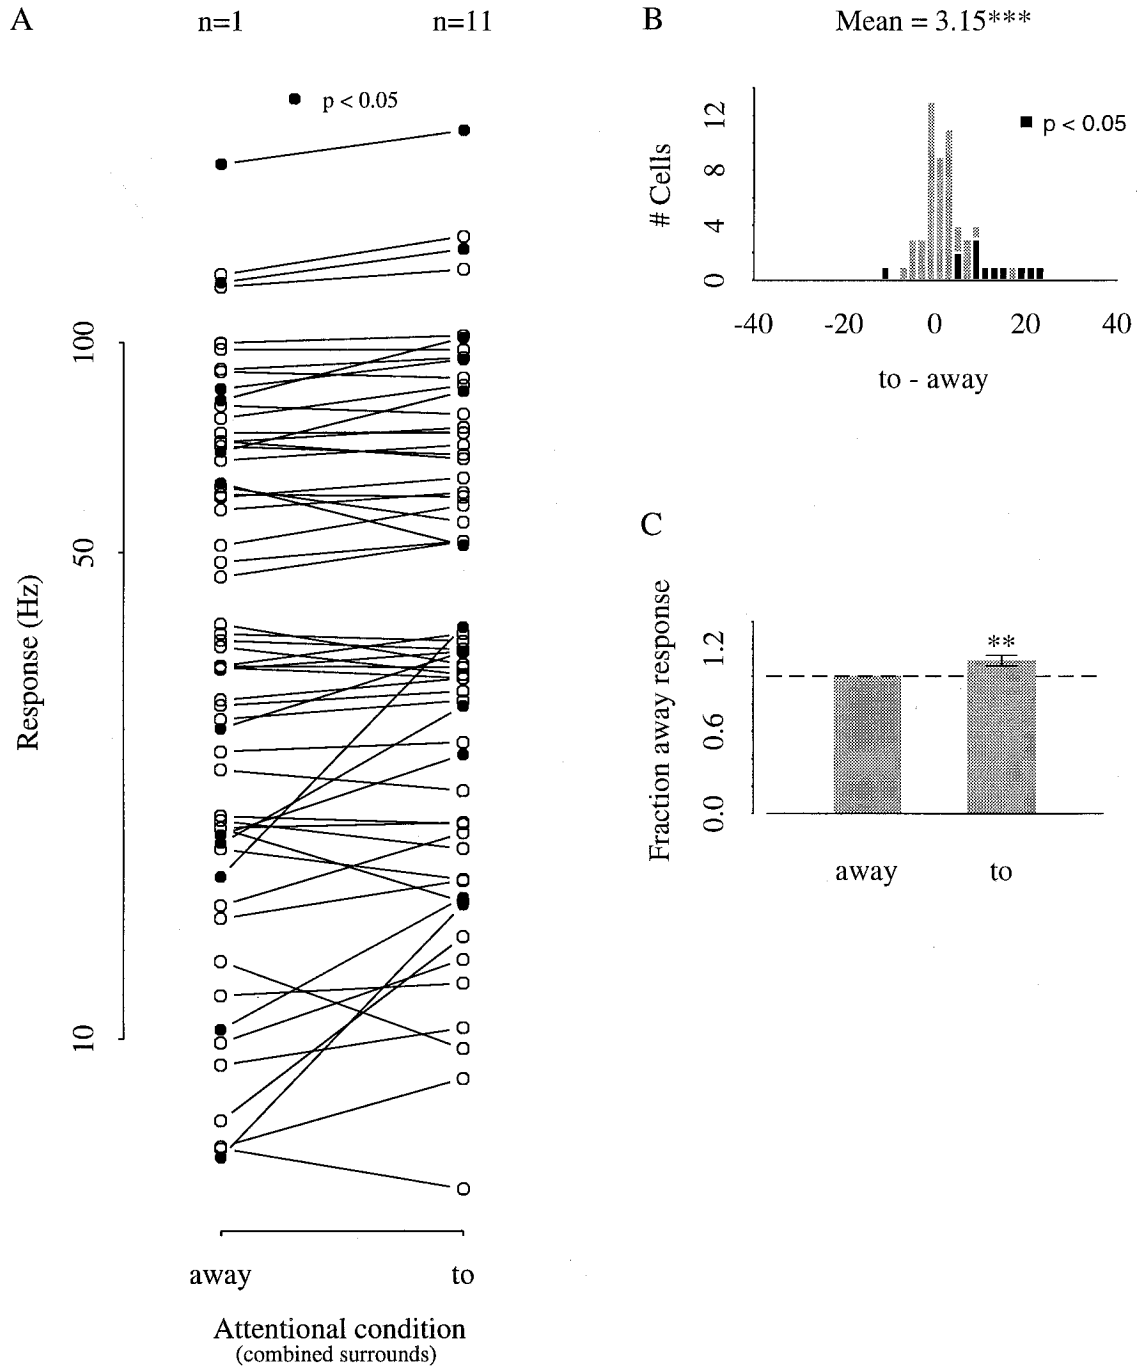 A
n=1 n=11
p < 0.05
Response (Hz)
100
50
10
away to
Attentional condition
(combined surrounds)
B
Mean = 3.15***
p < 0.05
# Cells
12
8
4
0
-40 -20 0 20 40
to - away
C
Fraction away response
1.2
0.6
0.0
**
away to